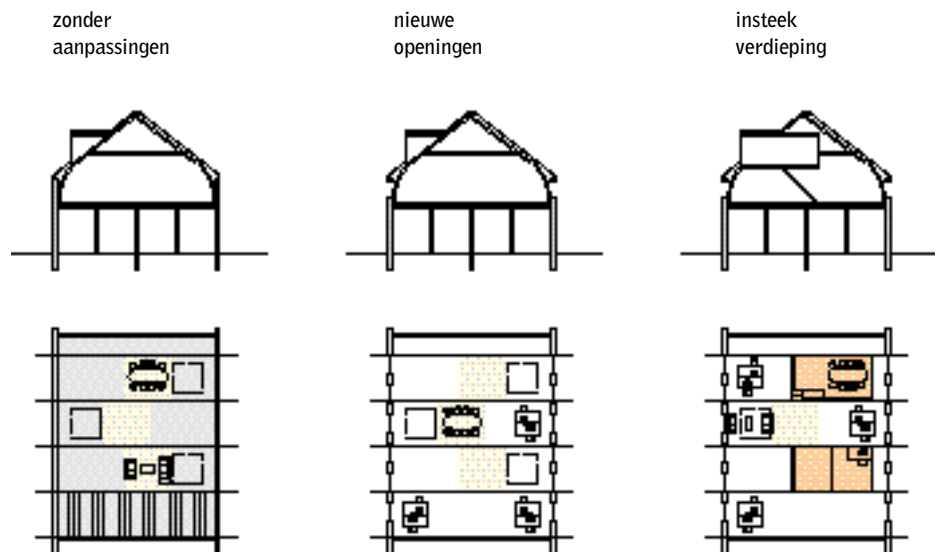 zonder
aanpassingen
nieuwe
openingen
insteek
verdieping